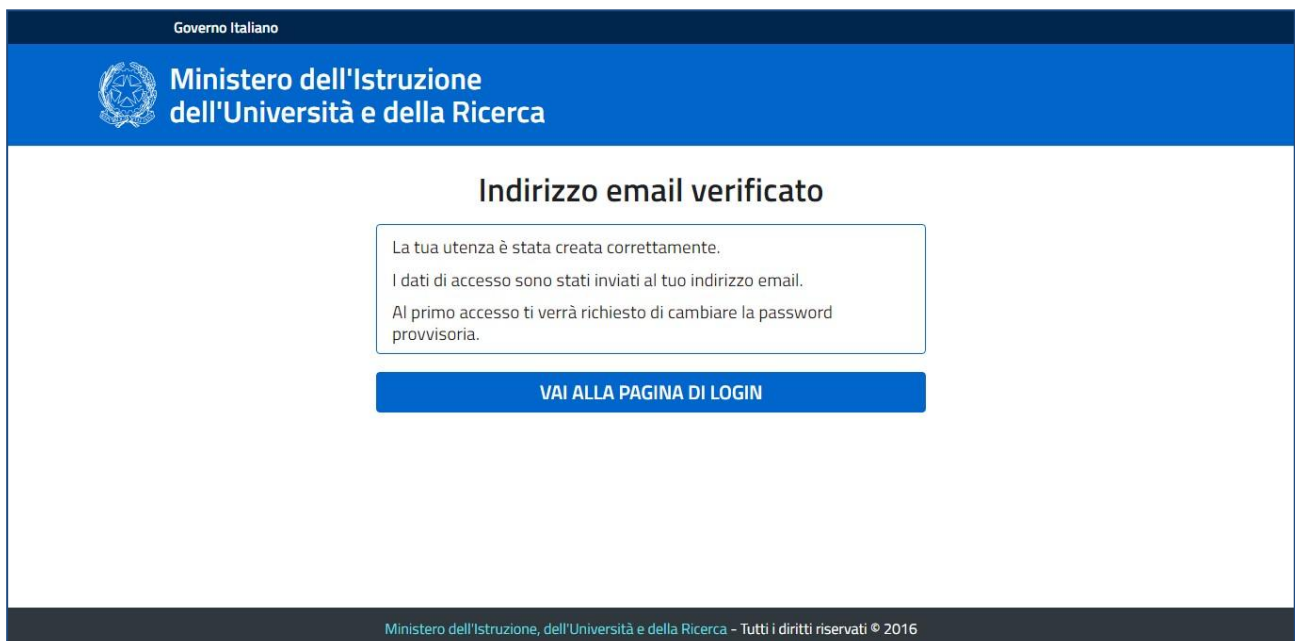 Governo Italiano
Ministero dell'Istruzione
dell'Università e della Ricerca
Indirizzo email verificato
La tua utenza è stata creata correttamente.
I dati di accesso sono stati inviati al tuo indirizzo email.
Al primo accesso ti verrà richiesto di cambiare la password
provvisoria.
VAI ALLA PAGINA DI LOGIN
Ministero dell'Istruzione, dell'Università e della Ricerca - Tutti i diritti riservati © 2016